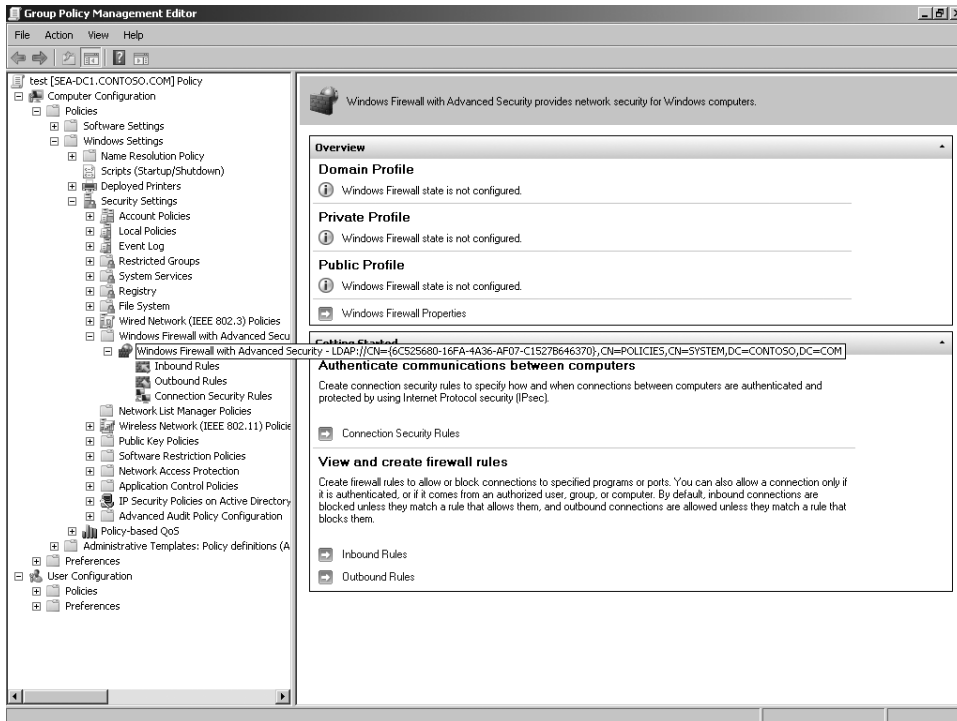 Group Policy Management Editor
File Action View Help
test [SEA-DC1.CONTOSO.COM] Policy
Computer Configuration
Policies
Software Settings
Windows Settings
Name Resolution Policy
Scripts (Startup/Shutdown)
Deployed Printers
Security Settings
Account Policies
Local Policies
Event Log
Restricted Groups
System Services
Registry
File System
Wired Network (IEEE 802.3) Policies
Windows Firewall with Advanced Secu
Windows Firewall with Advanced Security - LDAP://CN={6C525680-16FA-4A36-AF07-C1527B646370},CN=POLICIES,CN=SYSTEM,DC=CONTOSO,DC=COM
Inbound Rules
Outbound Rules
Connection Security Rules
Network List Manager Policies
Wireless Network (IEEE 802.11) Policie
Public Key Policies
Software Restriction Policies
Network Access Protection
Application Control Policies
IP Security Policies on Active Directory
Advanced Audit Policy Configuration
Policy-based QoS
Administrative Templates: Policy definitions (A
Preferences
User Configuration
Policies
Preferences
Windows Firewall with Advanced Security provides network security for Windows computers.
Overview
Domain Profile
Windows Firewall state is not configured.
Private Profile
Windows Firewall state is not configured.
Public Profile
Windows Firewall state is not configured.
Windows Firewall Properties
Getting Started
Authenticate communications between computers
Create connection security rules to specify how and when connections between computers are authenticated and
protected by using Internet Protocol security (IPsec).
Connection Security Rules
View and create firewall rules
Create firewall rules to allow or block connections to specified programs or ports. You can also allow a connection only if
it is authenticated, or if it comes from an authorized user, group, or computer. By default, inbound connections are
blocked unless they match a rule that allows them, and outbound connections are allowed unless they match a rule that
blocks them.
Inbound Rules
Outbound Rules